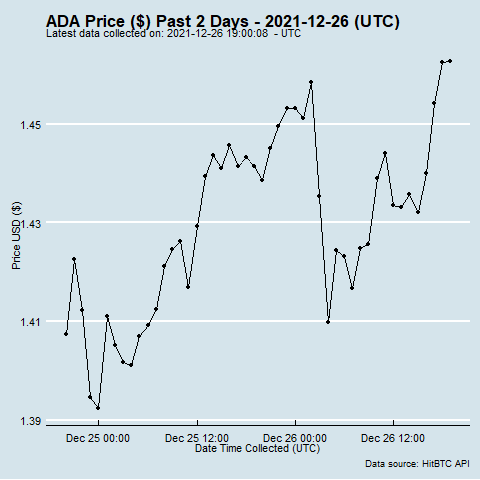 ADA Price ($) Past 2 Days - 2021-12-26 (UTC)
Latest data collected on: 2021-12-26 19:00:08 - UTC
1.45
1.43
1.41
1.39
Price USD ($)
Dec 25 00:00 Dec 25 12:00 Dec 26 00:00 Dec 26 12:00
Date Time Collected (UTC)
Data source: HitBTC API